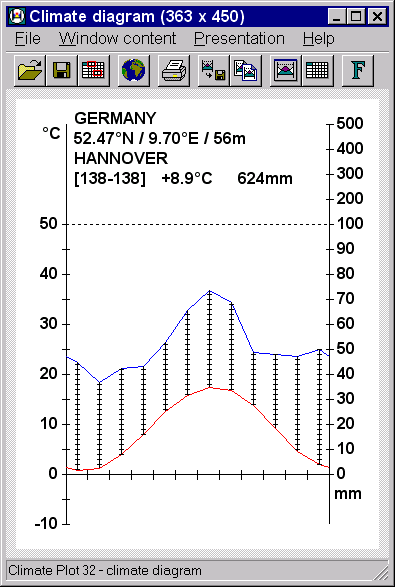 Climate diagram (363 x 450)
File Window content Presentation Help
F
GERMANY
°C
52.47°N / 9.70°E / 56m
HANNOVER
[138-138] +8.9°C 624mm
500
400
300
200
50 100
90
40 80
70
30 60
50
20 40
30
10 20
10
0 0
mm
-10
Climate Plot 32 - climate diagram